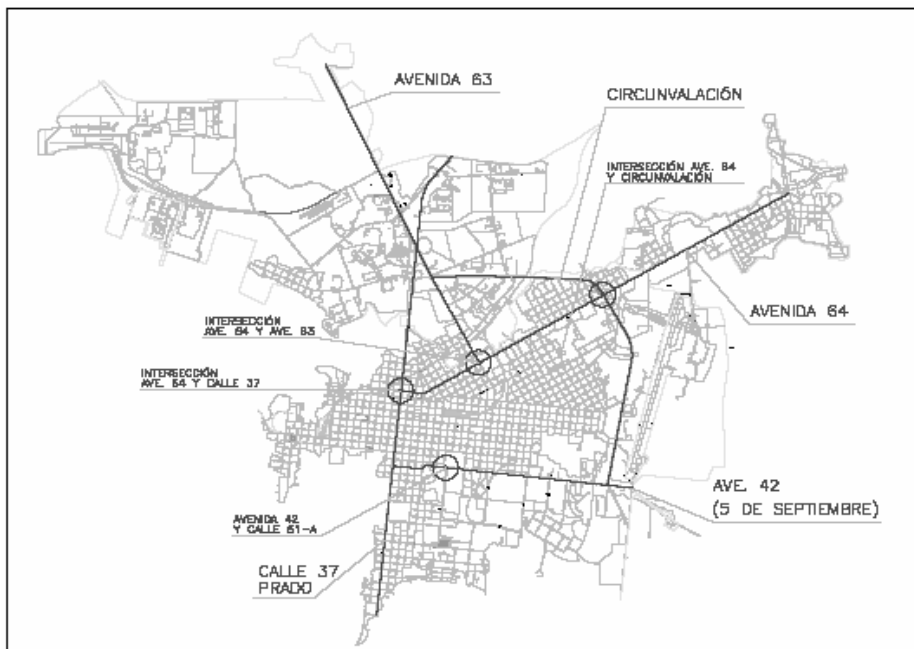 AVENIDA 63
CIRCUNVALACIÓN
INTERSECCIÓN AVE. 64
Y CIRCUNVALACIÓN
AVENIDA 64
INTERSECCIÓN
AVE. 64 Y AVE. 63
INTERSECCIÓN
AVE. 64 Y CALLE 37
AVE. 42
(5 DE SEPTIEMBRE)
AVENIDA 42
Y CALLE 51-A
CALLE 37
PRADO